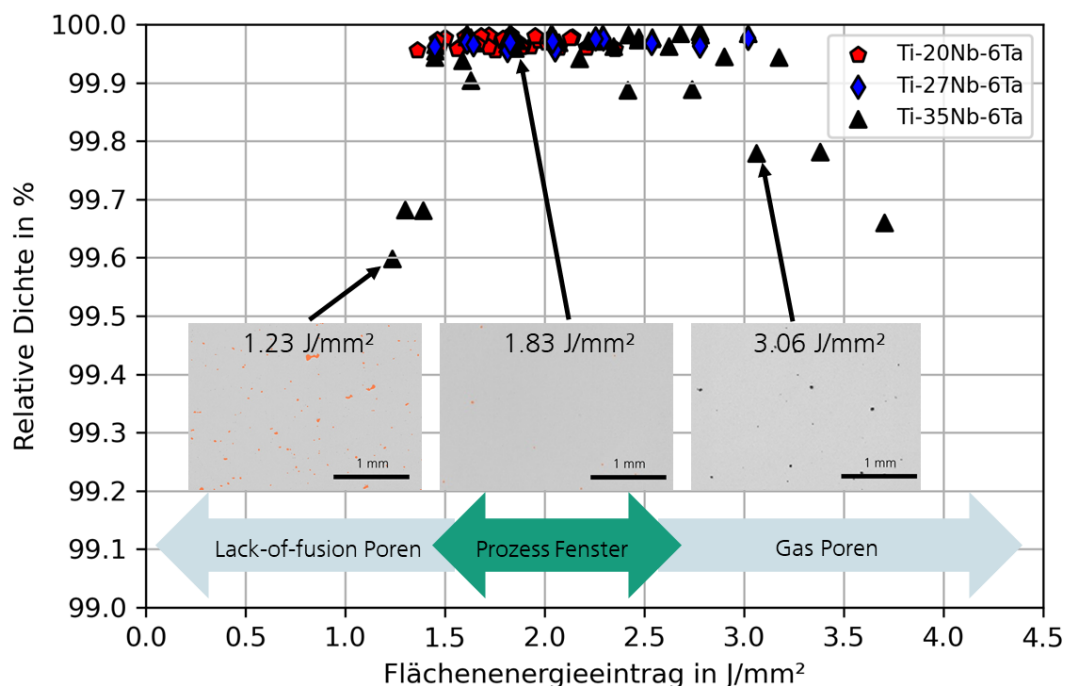 Relative Dichte in %
100.0
99.9
99.8
99.7
99.6
99.5
99.4
99.3
99.2
99.1
99.0
Ti-20Nb-6Ta
Ti-27Nb-6Ta
Ti-35Nb-6Ta
1.23 J/mm²
1.83 J/mm²
3.06 J/mm²
1 mm
1 mm
1 mm
Lack-of-fusion Poren
Prozess Fenster
Gas Poren
0.0 0.5 1.0 1.5 2.0 2.5 3.0 3.5 4.0 4.5
Flächenenergieeintrag in J/mm²